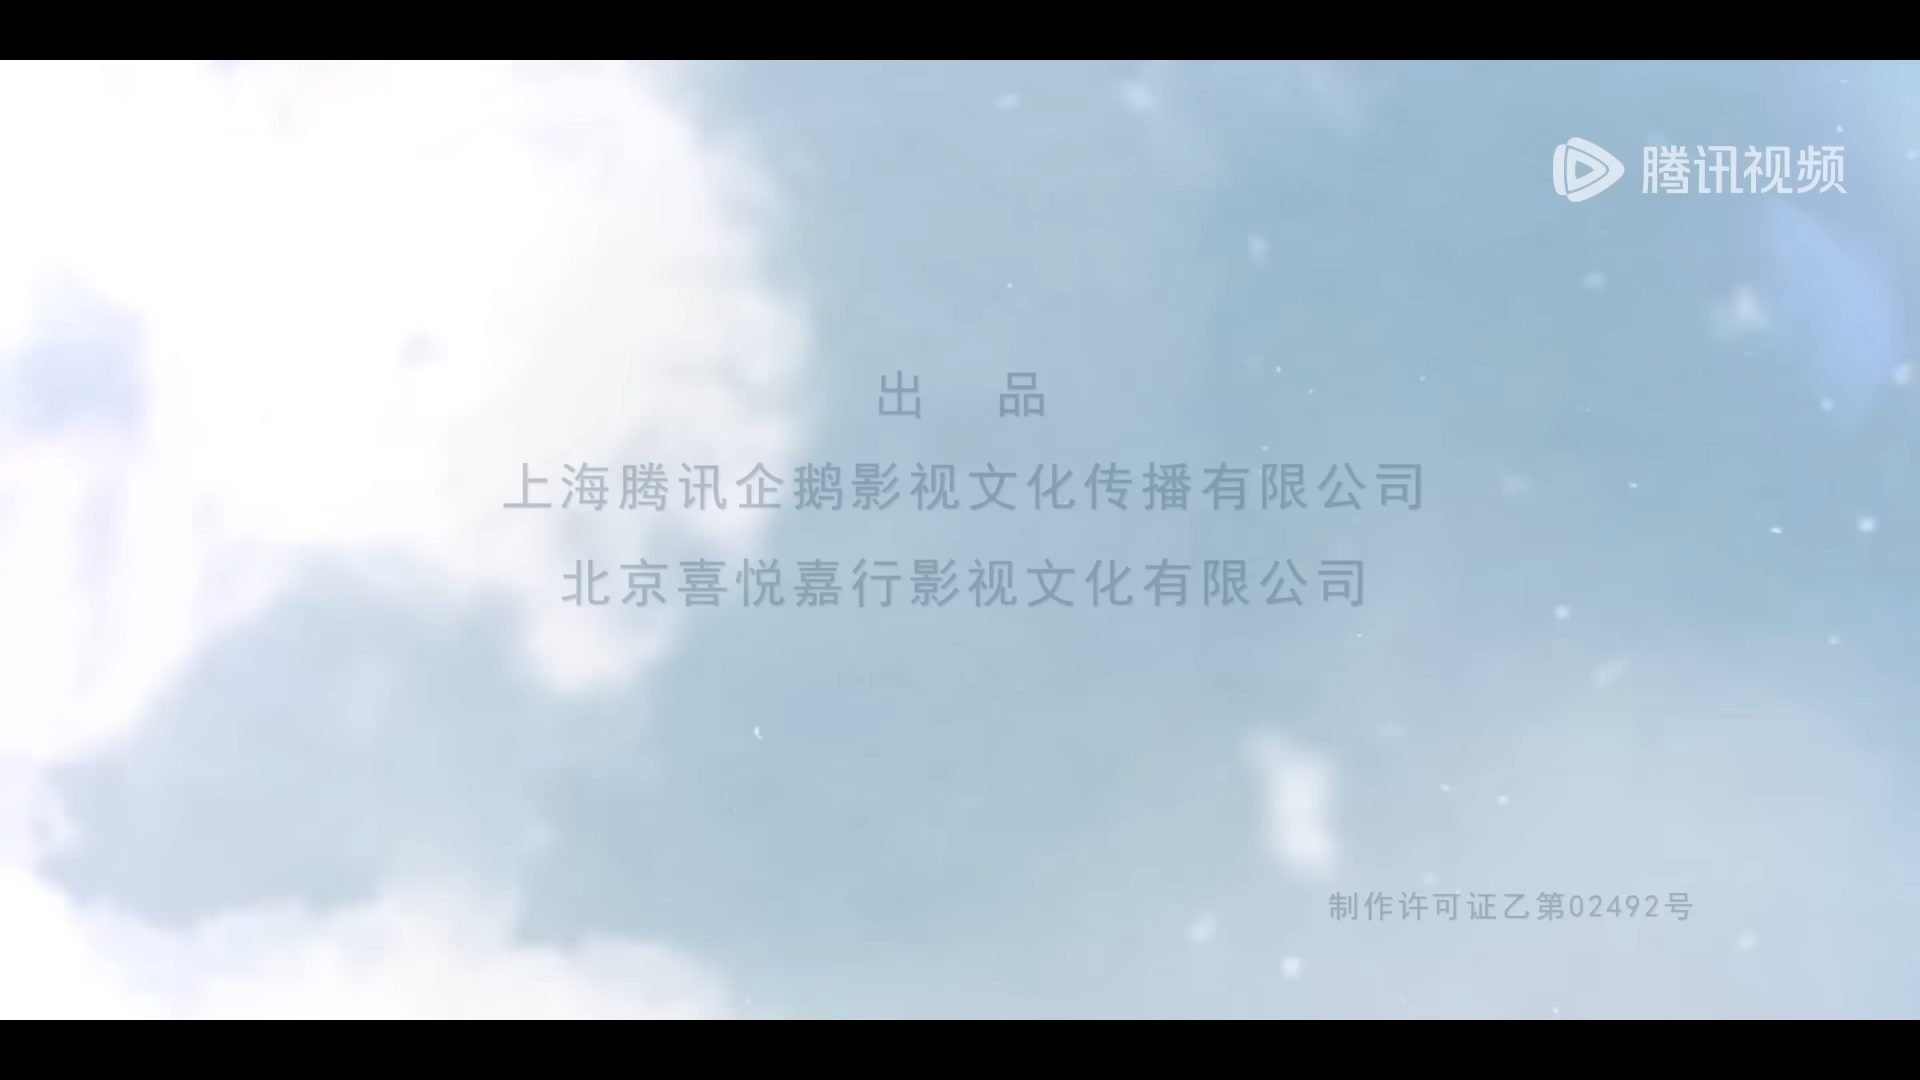 腾讯视频
出 品
上海腾讯企鹅影视文化传播有限公司
北京喜悦嘉行影视文化有限公司
制作许可证乙第02492号